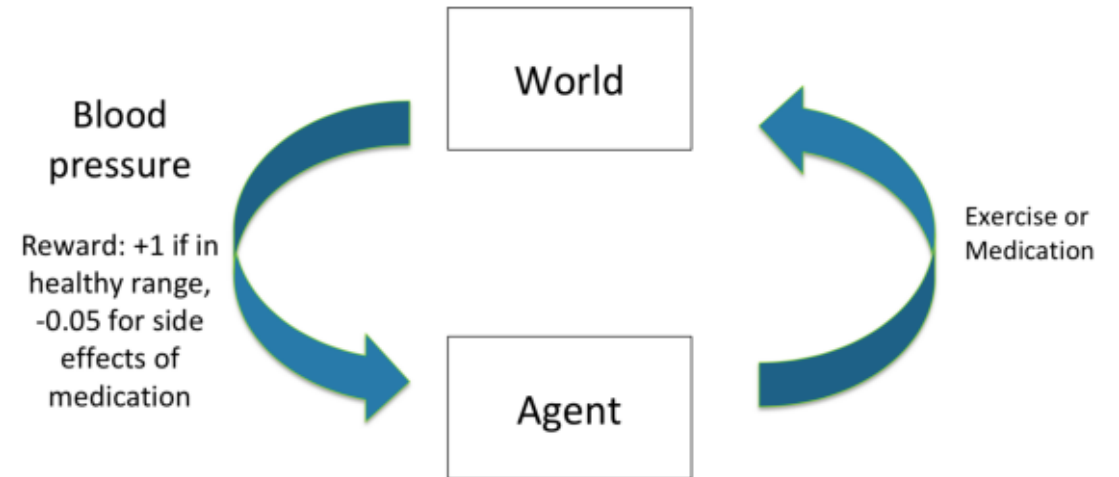 World
Blood
pressure
Reward: +1 if in
healthy range,
-0.05 for side
effects of
medication
Exercise or
Medication
Agent